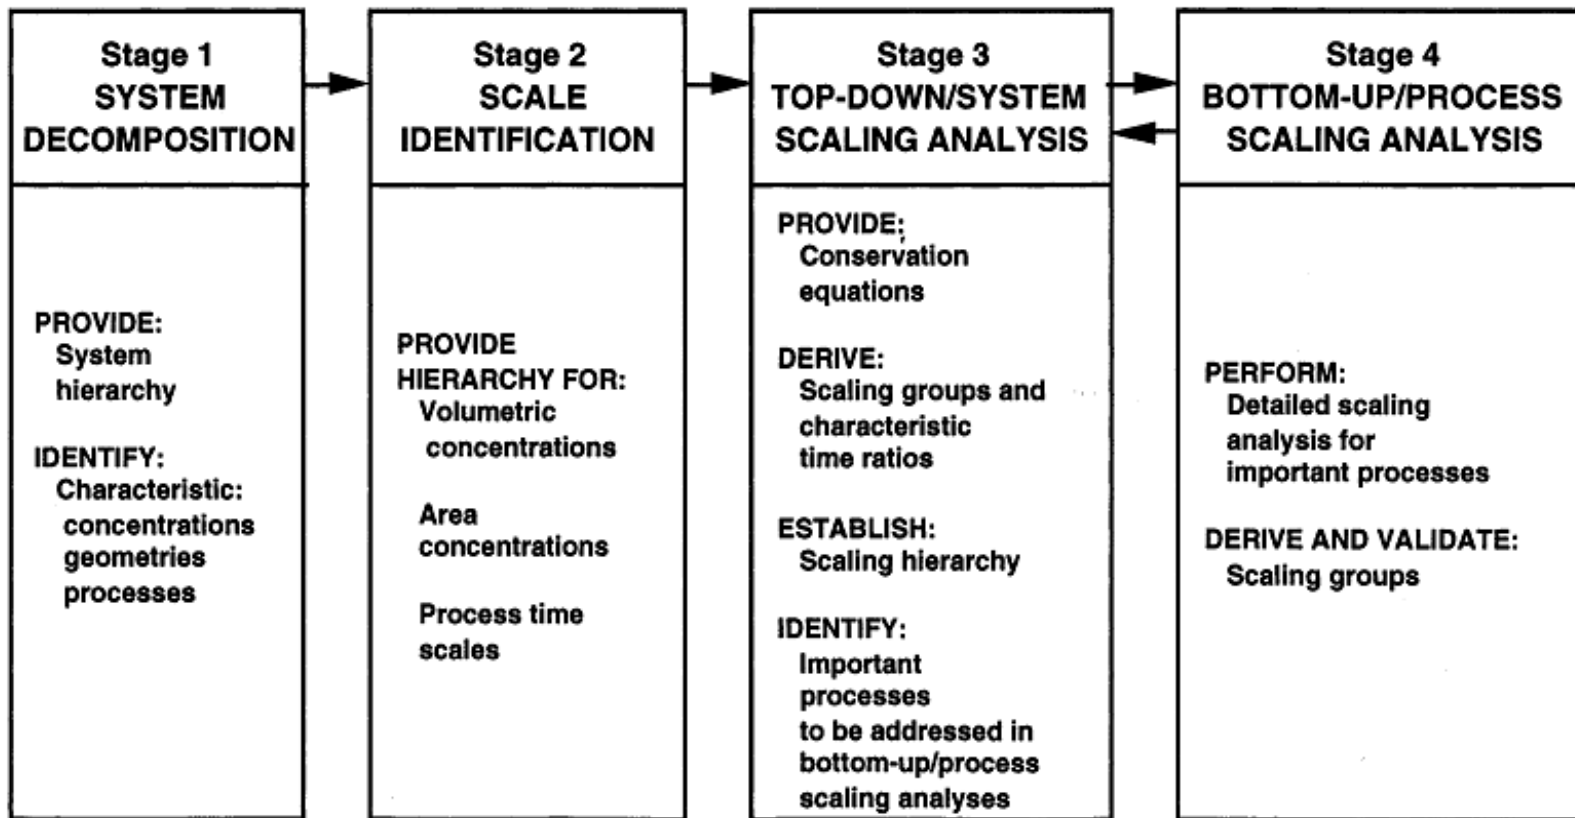 Stage 1
SYSTEM
DECOMPOSITION
PROVIDE:
System
hierarchy
IDENTIFY:
Characteristic:
concentrations
geometries
processes
Stage 2
SCALE
IDENTIFICATION
PROVIDE
HIERARCHY FOR:
Volumetric
concentrations
Area
concentrations
Process time
scales
Stage 3
TOP-DOWN/SYSTEM
SCALING ANALYSIS
PROVIDE:
Conservation
equations
DERIVE:
Scaling groups and
characteristic
time ratios
ESTABLISH:
Scaling hierarchy
IDENTIFY:
Important
processes
to be addressed in
bottom-up/process
scaling analyses
Stage 4
BOTTOM-UP/PROCESS
SCALING ANALYSIS
PERFORM:
Detailed scaling
analysis for
important processes
DERIVE AND VALIDATE:
Scaling groups